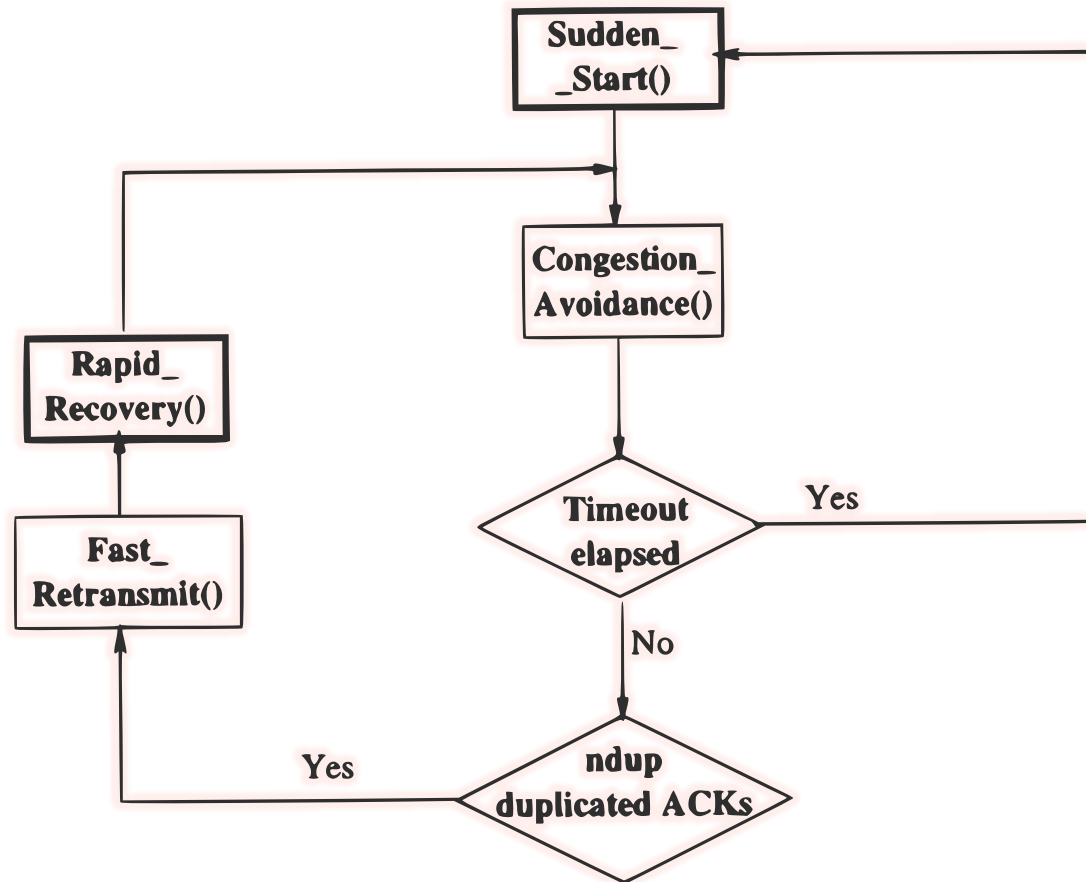 Sudden_
_Start()
Congestion_
Avoidance()
Rapid_
Recovery()
Timeout
elapsed
Yes
Fast_
Retransmit()
No
Yes
ndup
duplicated ACKs